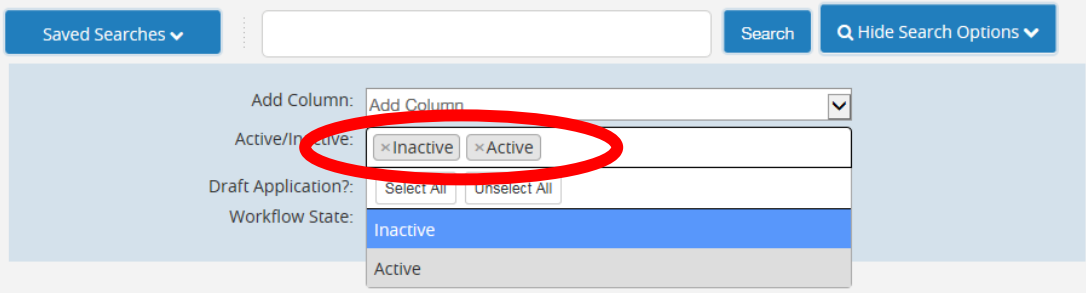 Saved Searches
Search
Hide Search Options
Add Column: Add Column
Active/Inactive: ×Inactive ×Active
Draft Application?: Select All Unselect All
Workflow State:
Inactive
Active